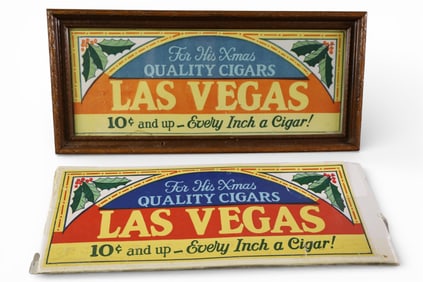 For His Xmas
QUALITY CIGARS
LAS VEGAS
10¢ and up – Every Inch a Cigar!
For His Xmas
QUALITY CIGARS
LAS VEGAS
10¢ and up – Every Inch a Cigar!